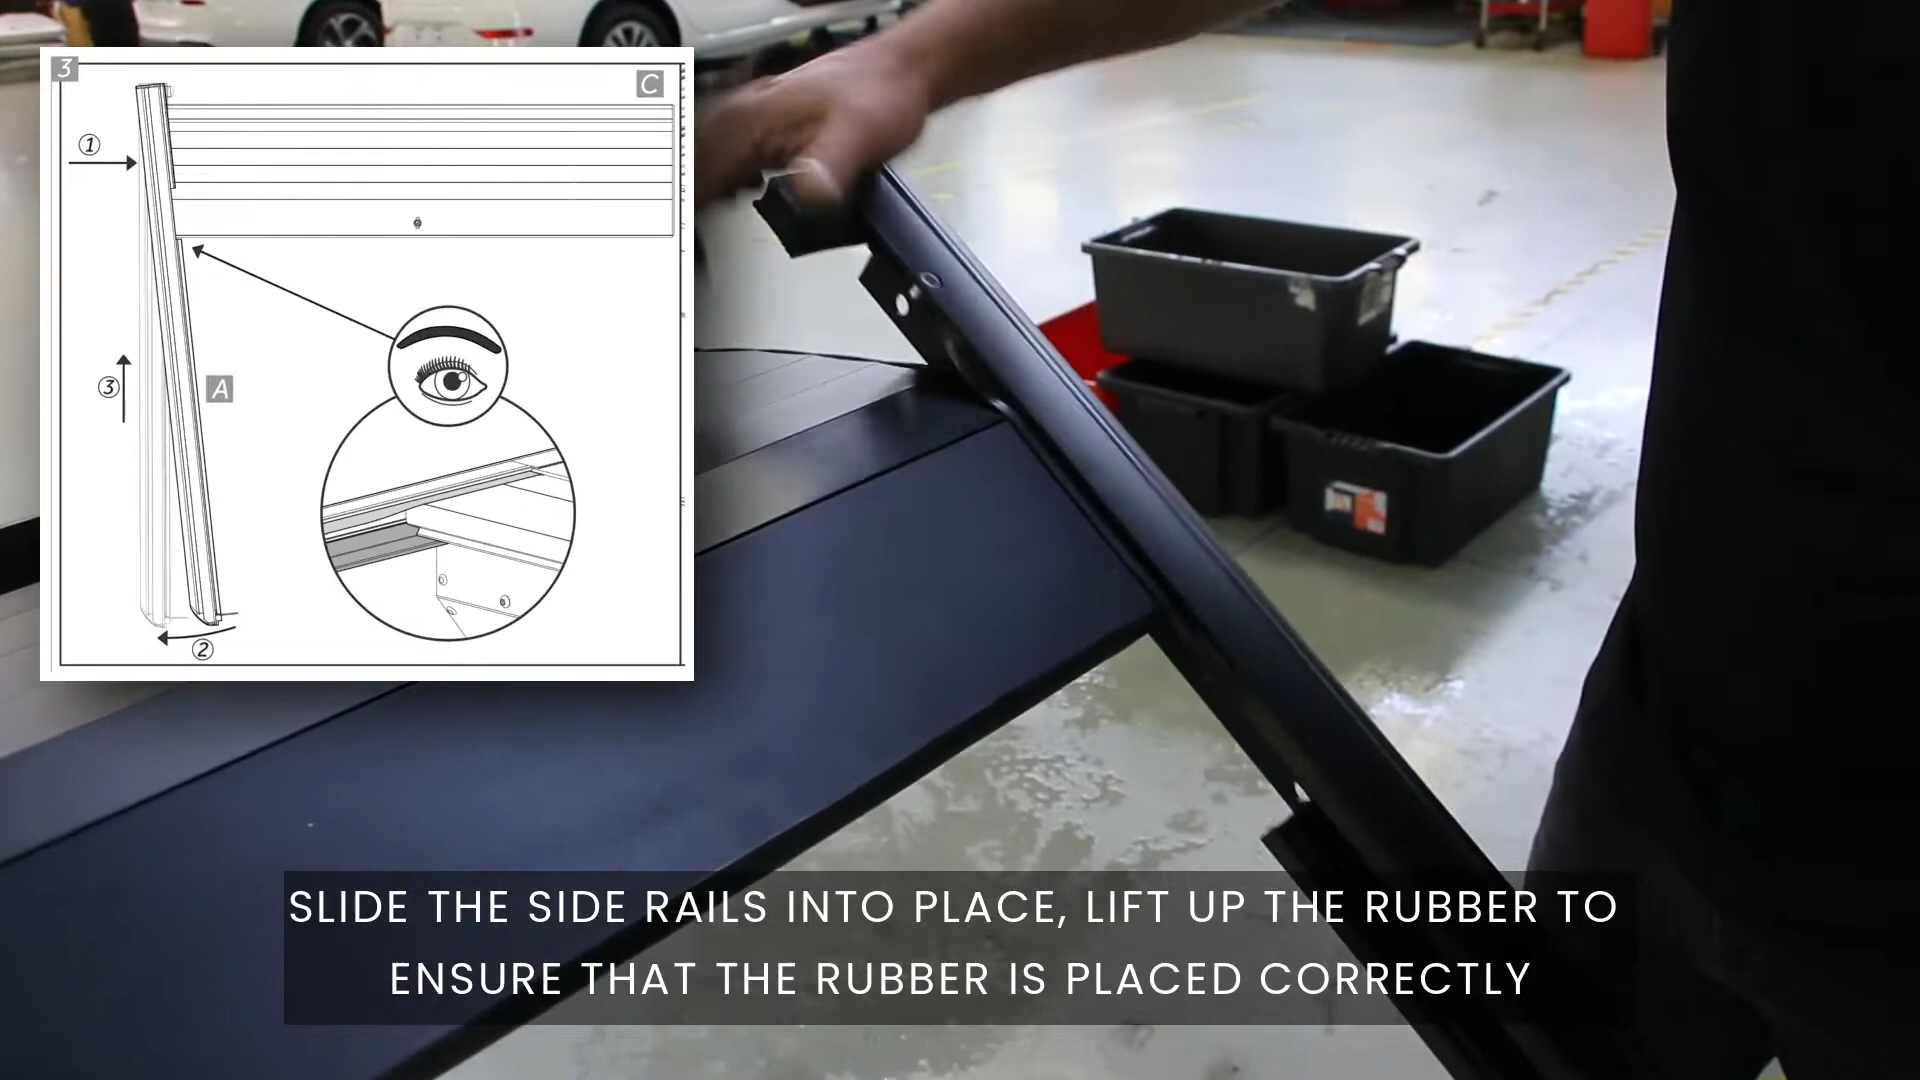 3
C
①
③
A
②
SLIDE THE SIDE RAILS INTO PLACE, LIFT UP THE RUBBER TO
ENSURE THAT THE RUBBER IS PLACED CORRECTLY